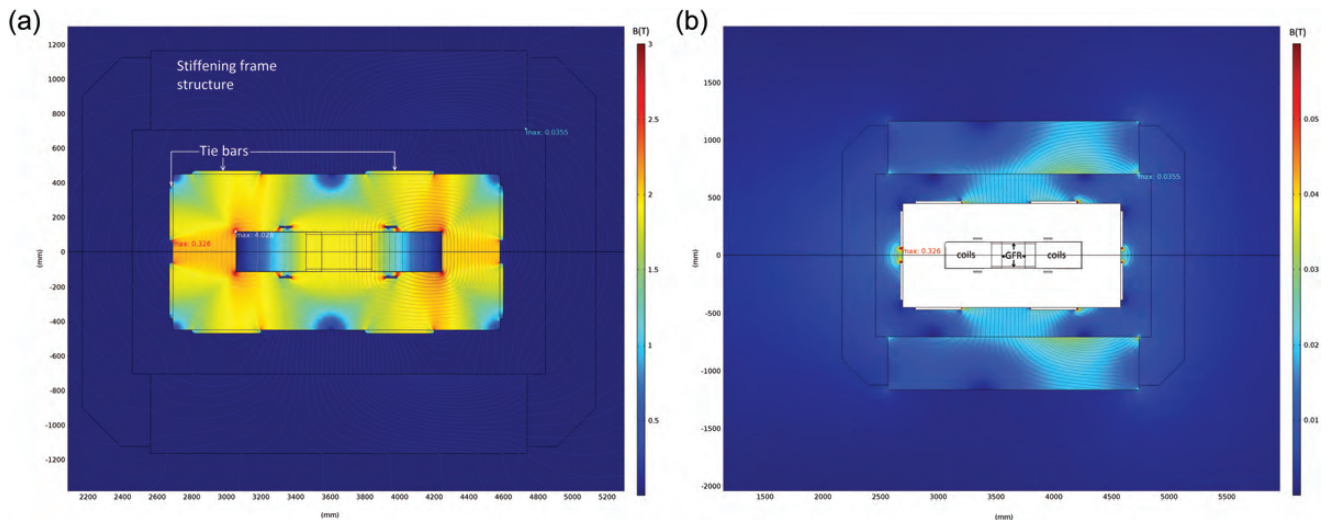 (a)
B(T)
Stiffening frame
structure
max: 0.0355
Tie bars
max: 4.028
max: 0.326
1200
1000
800
600
400
200
0
-200
-400
-600
-800
-1000
-1200
(mm)
2200 2400 2600 2800 3000 3200 3400 3600 3800 4000 4200 4400 4600 4800 5000 5200
(mm)
3
2.5
2
1.5
1
0.5
(b)
B(T)
max: 0.0355
max: 0.326
coils
GFR
coils
1500
1000
500
0
-500
-1000
-1500
-2000
(mm)
1500 2000 2500 3000 3500 4000 4500 5000 5500
(mm)
0.05
0.04
0.03
0.02
0.01